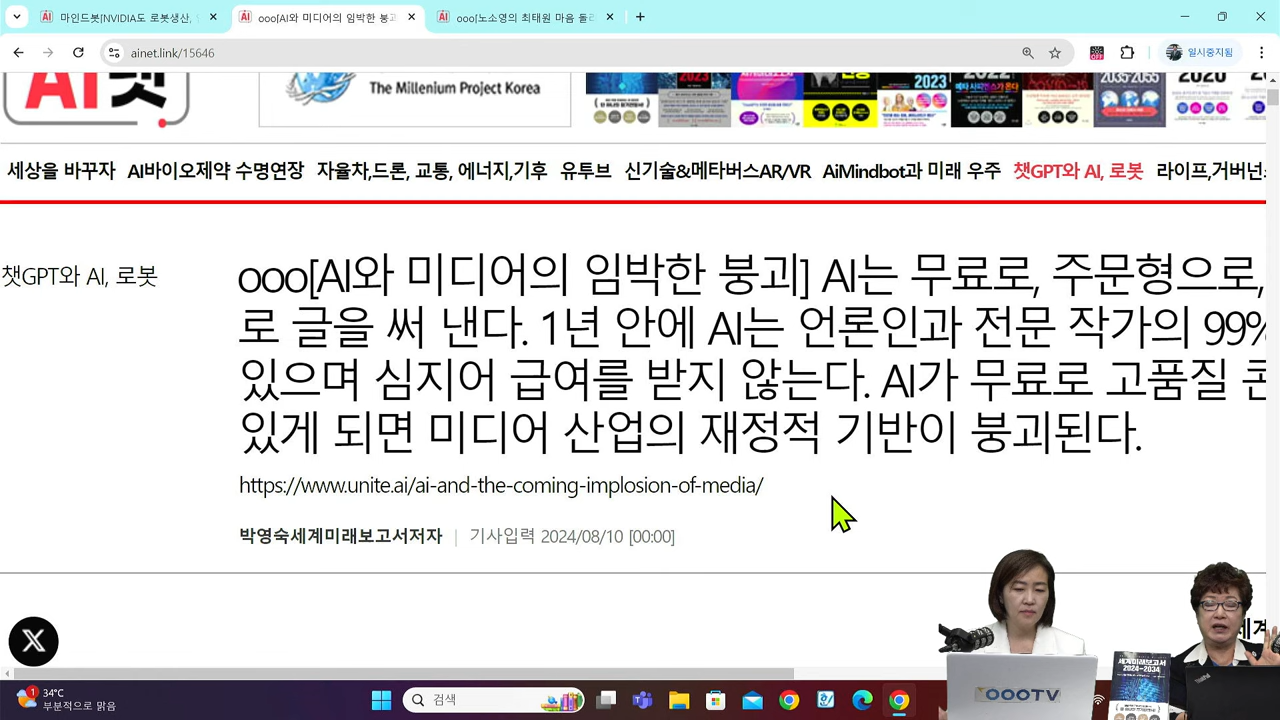 마인드봇[NVIDIA도 로봇생산,
ooo[AI와 미디어의 임박한 붕괴
ooo[노소영의 최태원 마음 돌리
ainet.link/15646
일시중지됨
AI넷
The Millenium Project Korea
2023
2023
2022
2035-2055
2020
세상을 바꾸자 AI바이오제약 수명연장 자율차,드론, 교통, 에너지,기후 유투브 신기술&메타버스AR/VR AiMindbot과 미래 우주 챗GPT와 AI, 로봇 라이프,거버넌
챗GPT와 AI, 로봇
ooo[AI와 미디어의 임박한 붕괴] AI는 무료로, 주문형으로,
로 글을 써 낸다. 1년 안에 AI는 언론인과 전문 작가의 99%
있으며 심지어 급여를 받지 않는다. AI가 무료로 고품질 콘
있게 되면 미디어 산업의 재정적 기반이 붕괴된다.
https://www.unite.ai/ai-and-the-coming-implosion-of-media/
박영숙세계미래보고서저자 | 기사입력 2024/08/10 [00:00]
X
세계
세계미래보고서
2024-2034
OOOTV
ThinkPad
1
34°C
부분적으로 맑음
검색